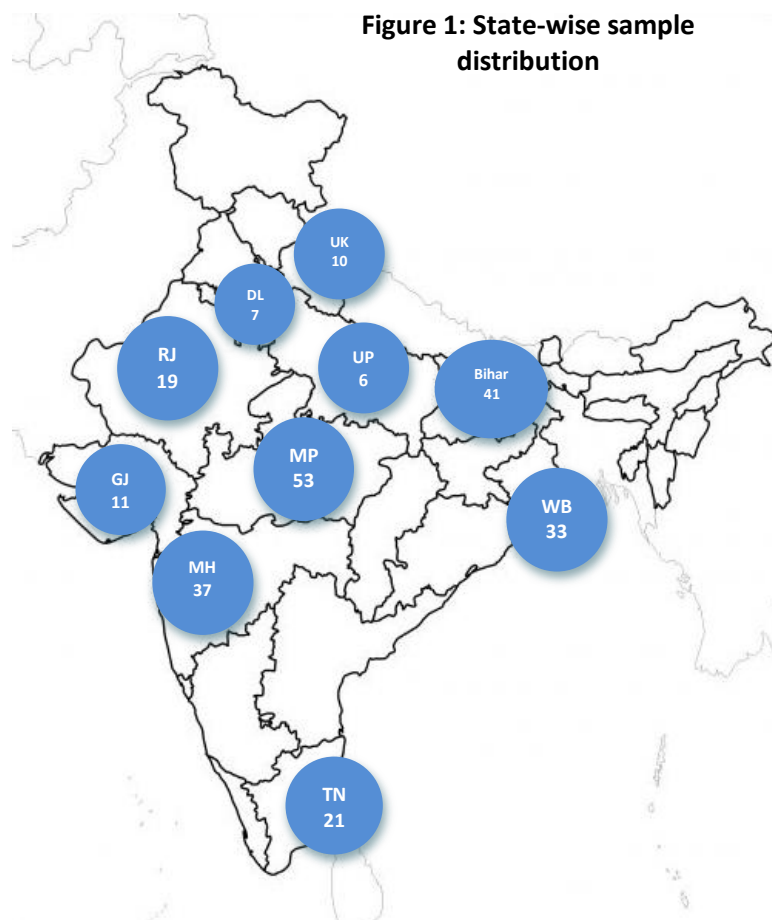 Figure 1: State-wise sample
distribution
UK
10
DL
7
RJ
19
UP
6
Bihar
41
MP
53
GJ
11
WB
33
MH
37
TN
21